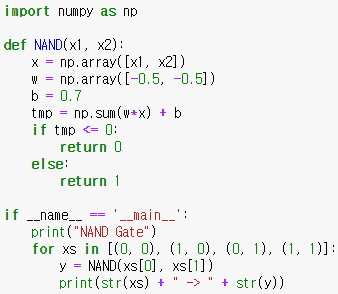 import numpy as np

def NAND(x1, x2):
    x = np.array([x1, x2])
    w = np.array([-0.5, -0.5])
    b = 0.7
    tmp = np.sum(w*x) + b
    if tmp <= 0:
        return 0
    else:
        return 1

if __name__ == '__main__':
    print("NAND Gate")
    for xs in [(0, 0), (1, 0), (0, 1), (1, 1)]:
        y = NAND(xs[0], xs[1])
        print(str(xs) + " -> " + str(y))